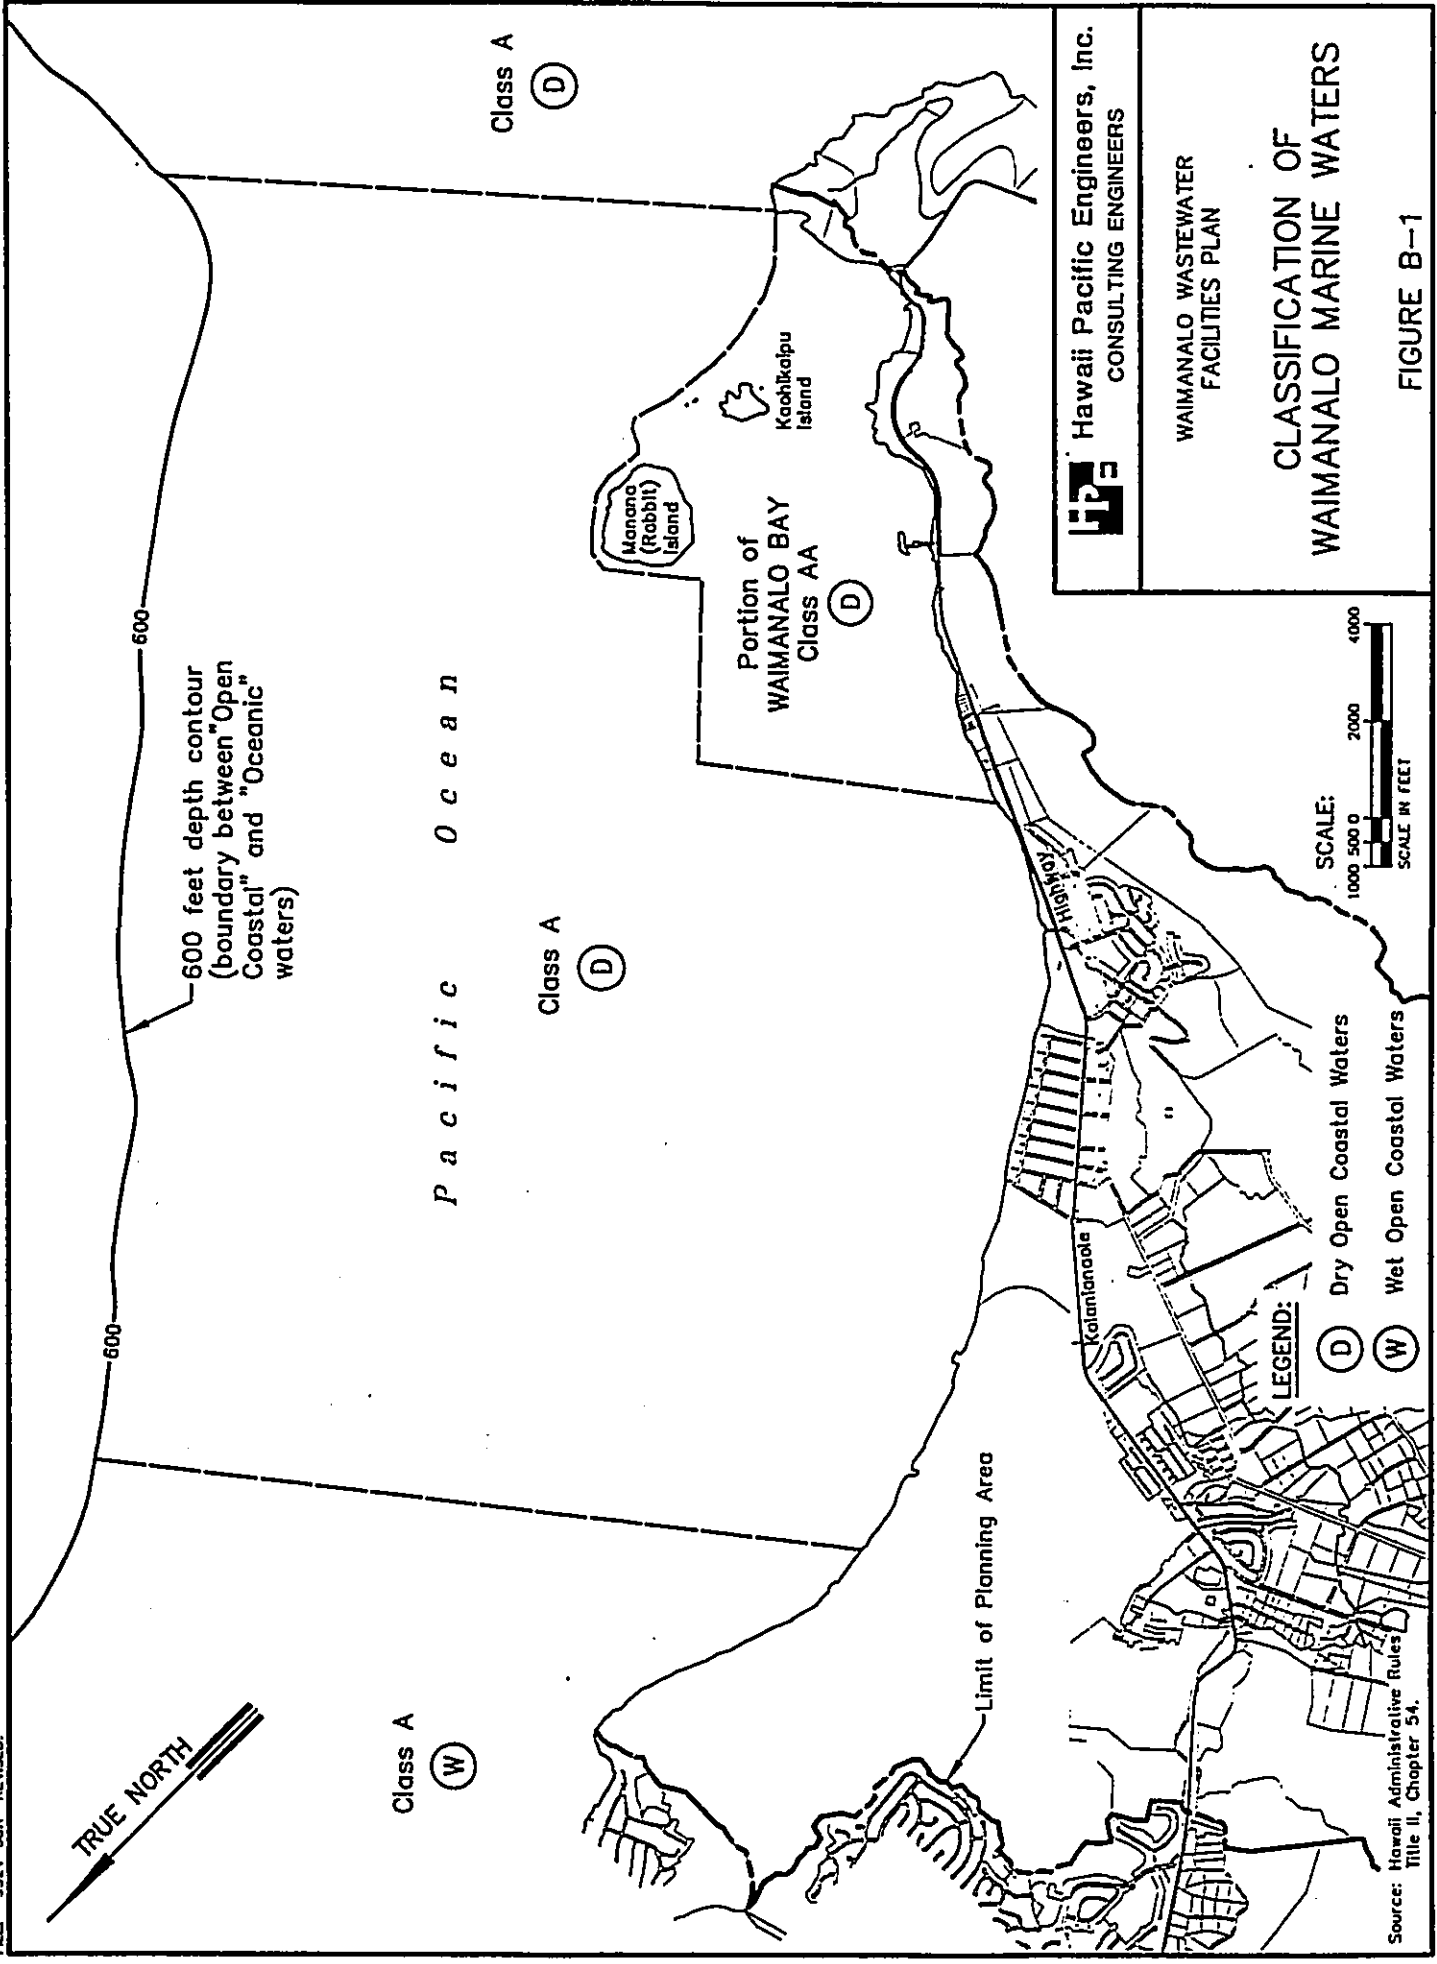 TRUE NORTH
600
600
600 feet depth contour
(boundary between "Open
Coastal" and "Oceanic"
waters)
Pacific Ocean
Class A
W
Class A
D
Class A
D
Manana
(Rabbit)
Island
Kaohikaipu
Island
Portion of
WAIMANALO BAY
Class AA
D
Limit of Planning Area
Kalanianaole
Highway
LEGEND:
D Dry Open Coastal Waters
W Wet Open Coastal Waters
SCALE:
1000 500 0 2000 4000
SCALE IN FEET
Source: Hawaii Administrative Rules
Title II, Chapter 54.
HP Hawaii Pacific Engineers, Inc.
CONSULTING ENGINEERS
WAIMANALO WASTEWATER
FACILITIES PLAN
CLASSIFICATION OF
WAIMANALO MARINE WATERS
FIGURE B-1